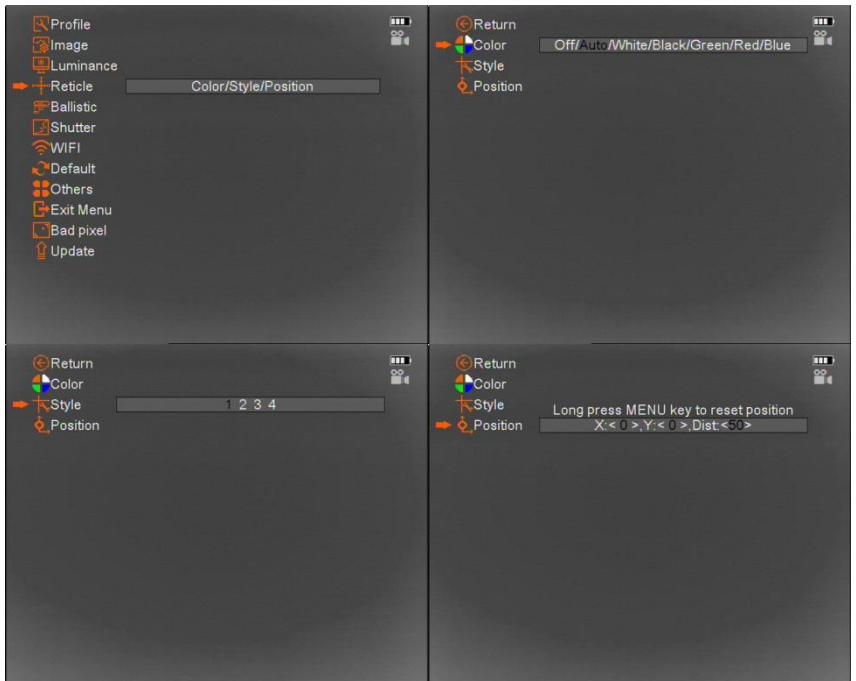 Profile
Image
Luminance
Reticle Color/Style/Position
Ballistic
Shutter
WIFI
Default
Others
Exit Menu
Bad pixel
Update
Return
Color Off/Auto/White/Black/Green/Red/Blue
Style
Position
Return
Color
Style 1 2 3 4
Position
Return
Color
Style
Long press MENU key to reset position
Position X:< 0 >,Y:< 0 >,Dist:<50>